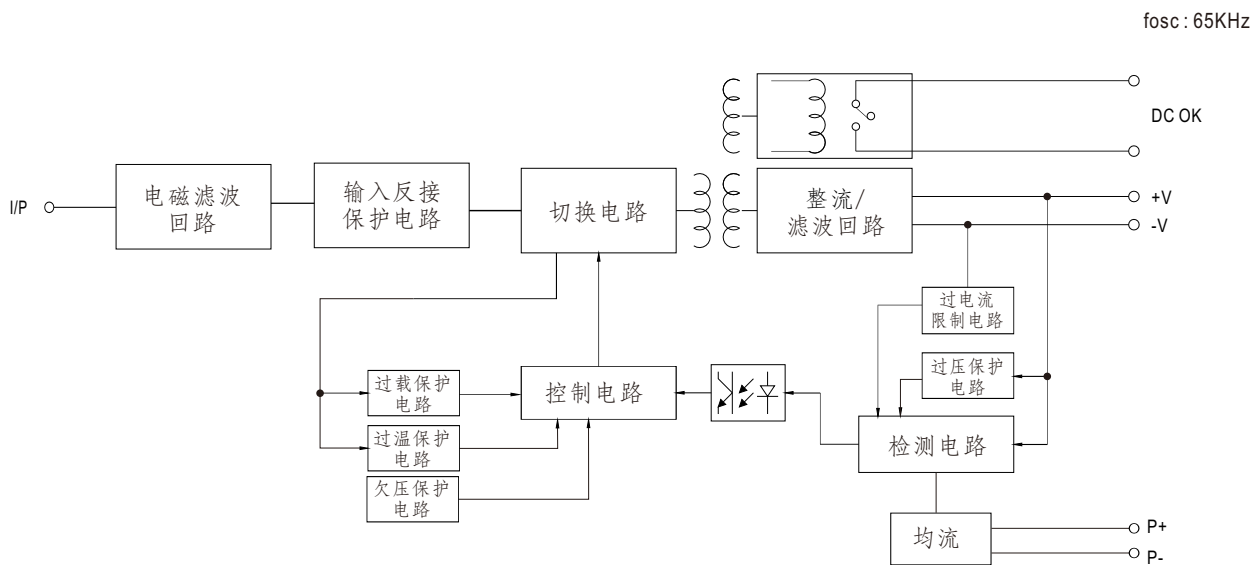 fosc : 65KHz
DC OK
I/P
电磁滤波
回路
输入反接
保护电路
切换电路
整流/
滤波回路
+V
-V
过电流
限制电路
过压保护
电路
过载保护
电路
控制电路
过温保护
电路
检测电路
欠压保护
电路
均流
P+
P-